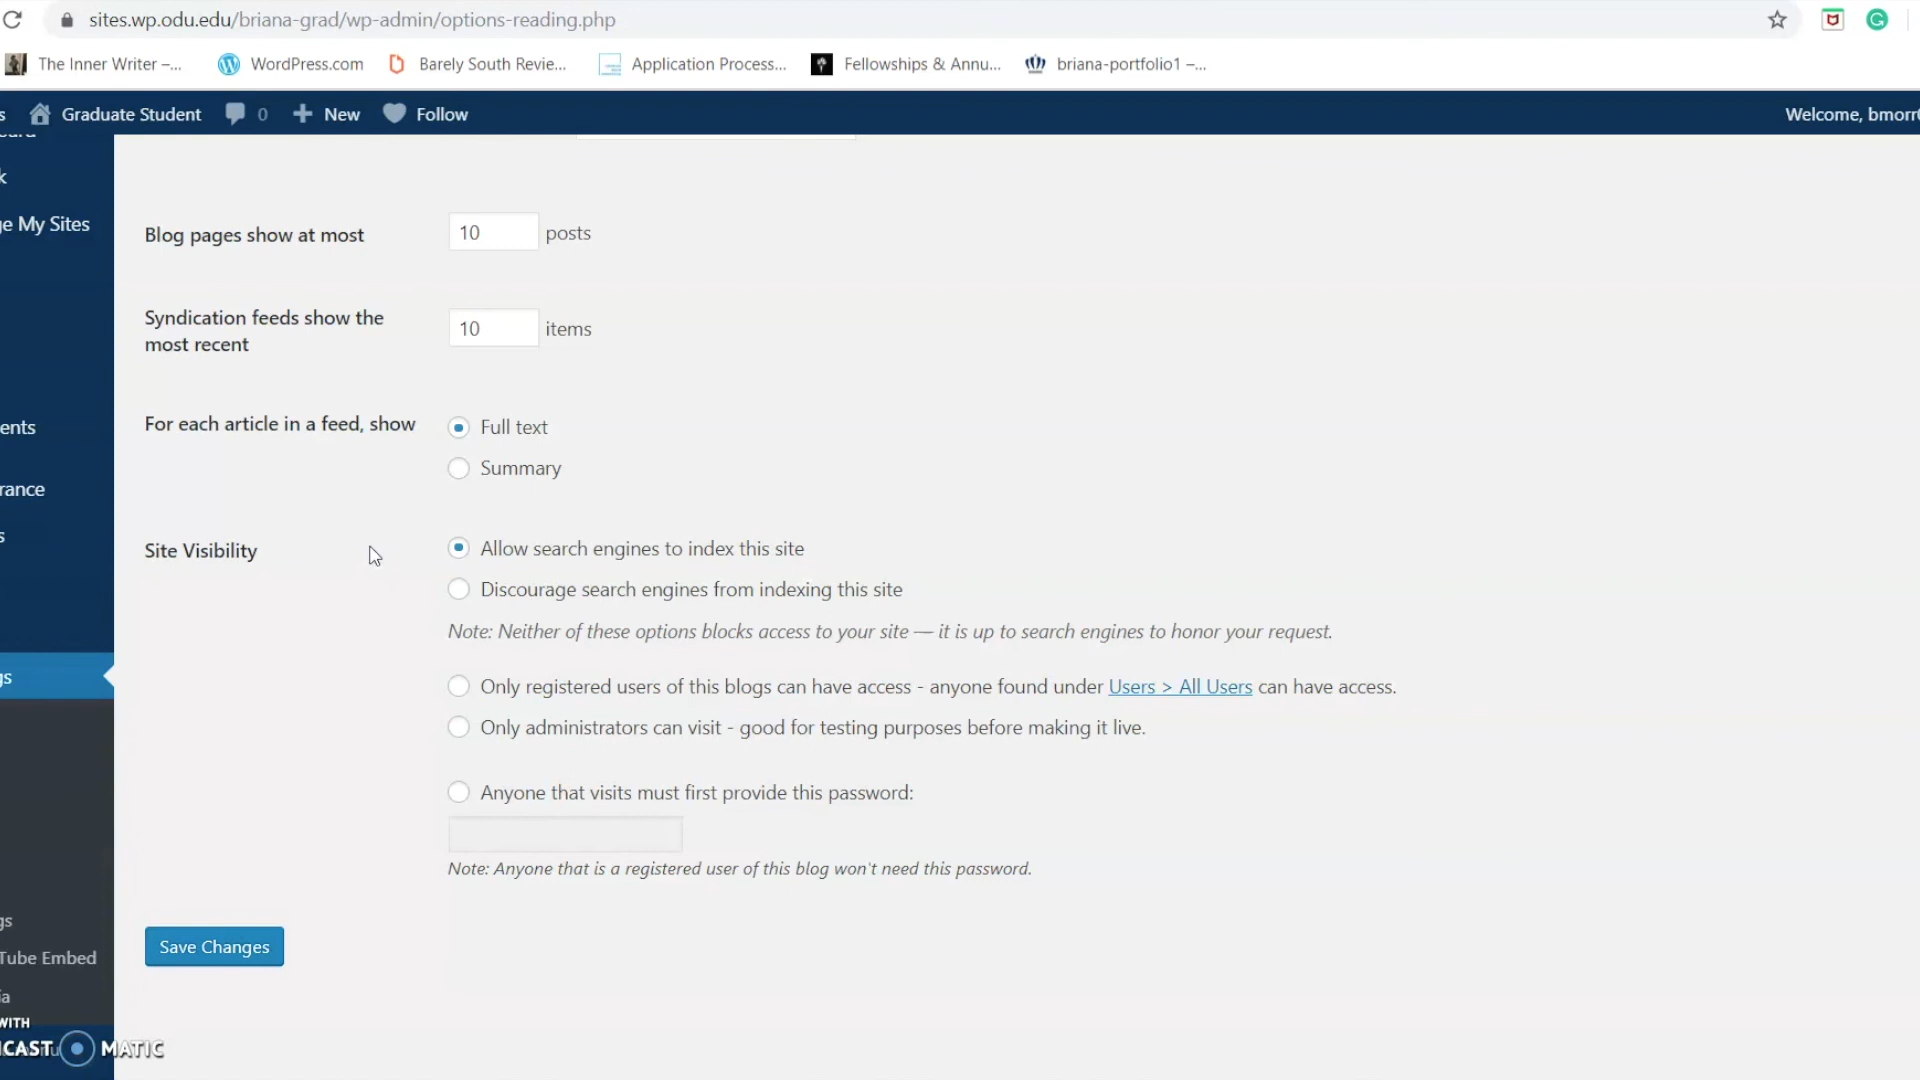 sites.wp.odu.edu/briana-grad/wp-admin/options-reading.php
The Inner Writer –... WordPress.com Barely South Revie... Application Process... Fellowships & Annu... briana-portfolio1 –...
s Graduate Student 0 + New Follow Welcome, bmorr
k
ge My Sites
Blog pages show at most 10 posts
Syndication feeds show the
most recent 10 items
ents
For each article in a feed, show Full text
Summary
rance
s
Site Visibility Allow search engines to index this site
Discourage search engines from indexing this site
Note: Neither of these options blocks access to your site — it is up to search engines to honor your request.
gs
Only registered users of this blogs can have access - anyone found under Users > All Users can have access.
Only administrators can visit - good for testing purposes before making it live.
Anyone that visits must first provide this password:
Note: Anyone that is a registered user of this blog won't need this password.
gs
Save Changes
Tube Embed
ia
WITH
CAST MATIC